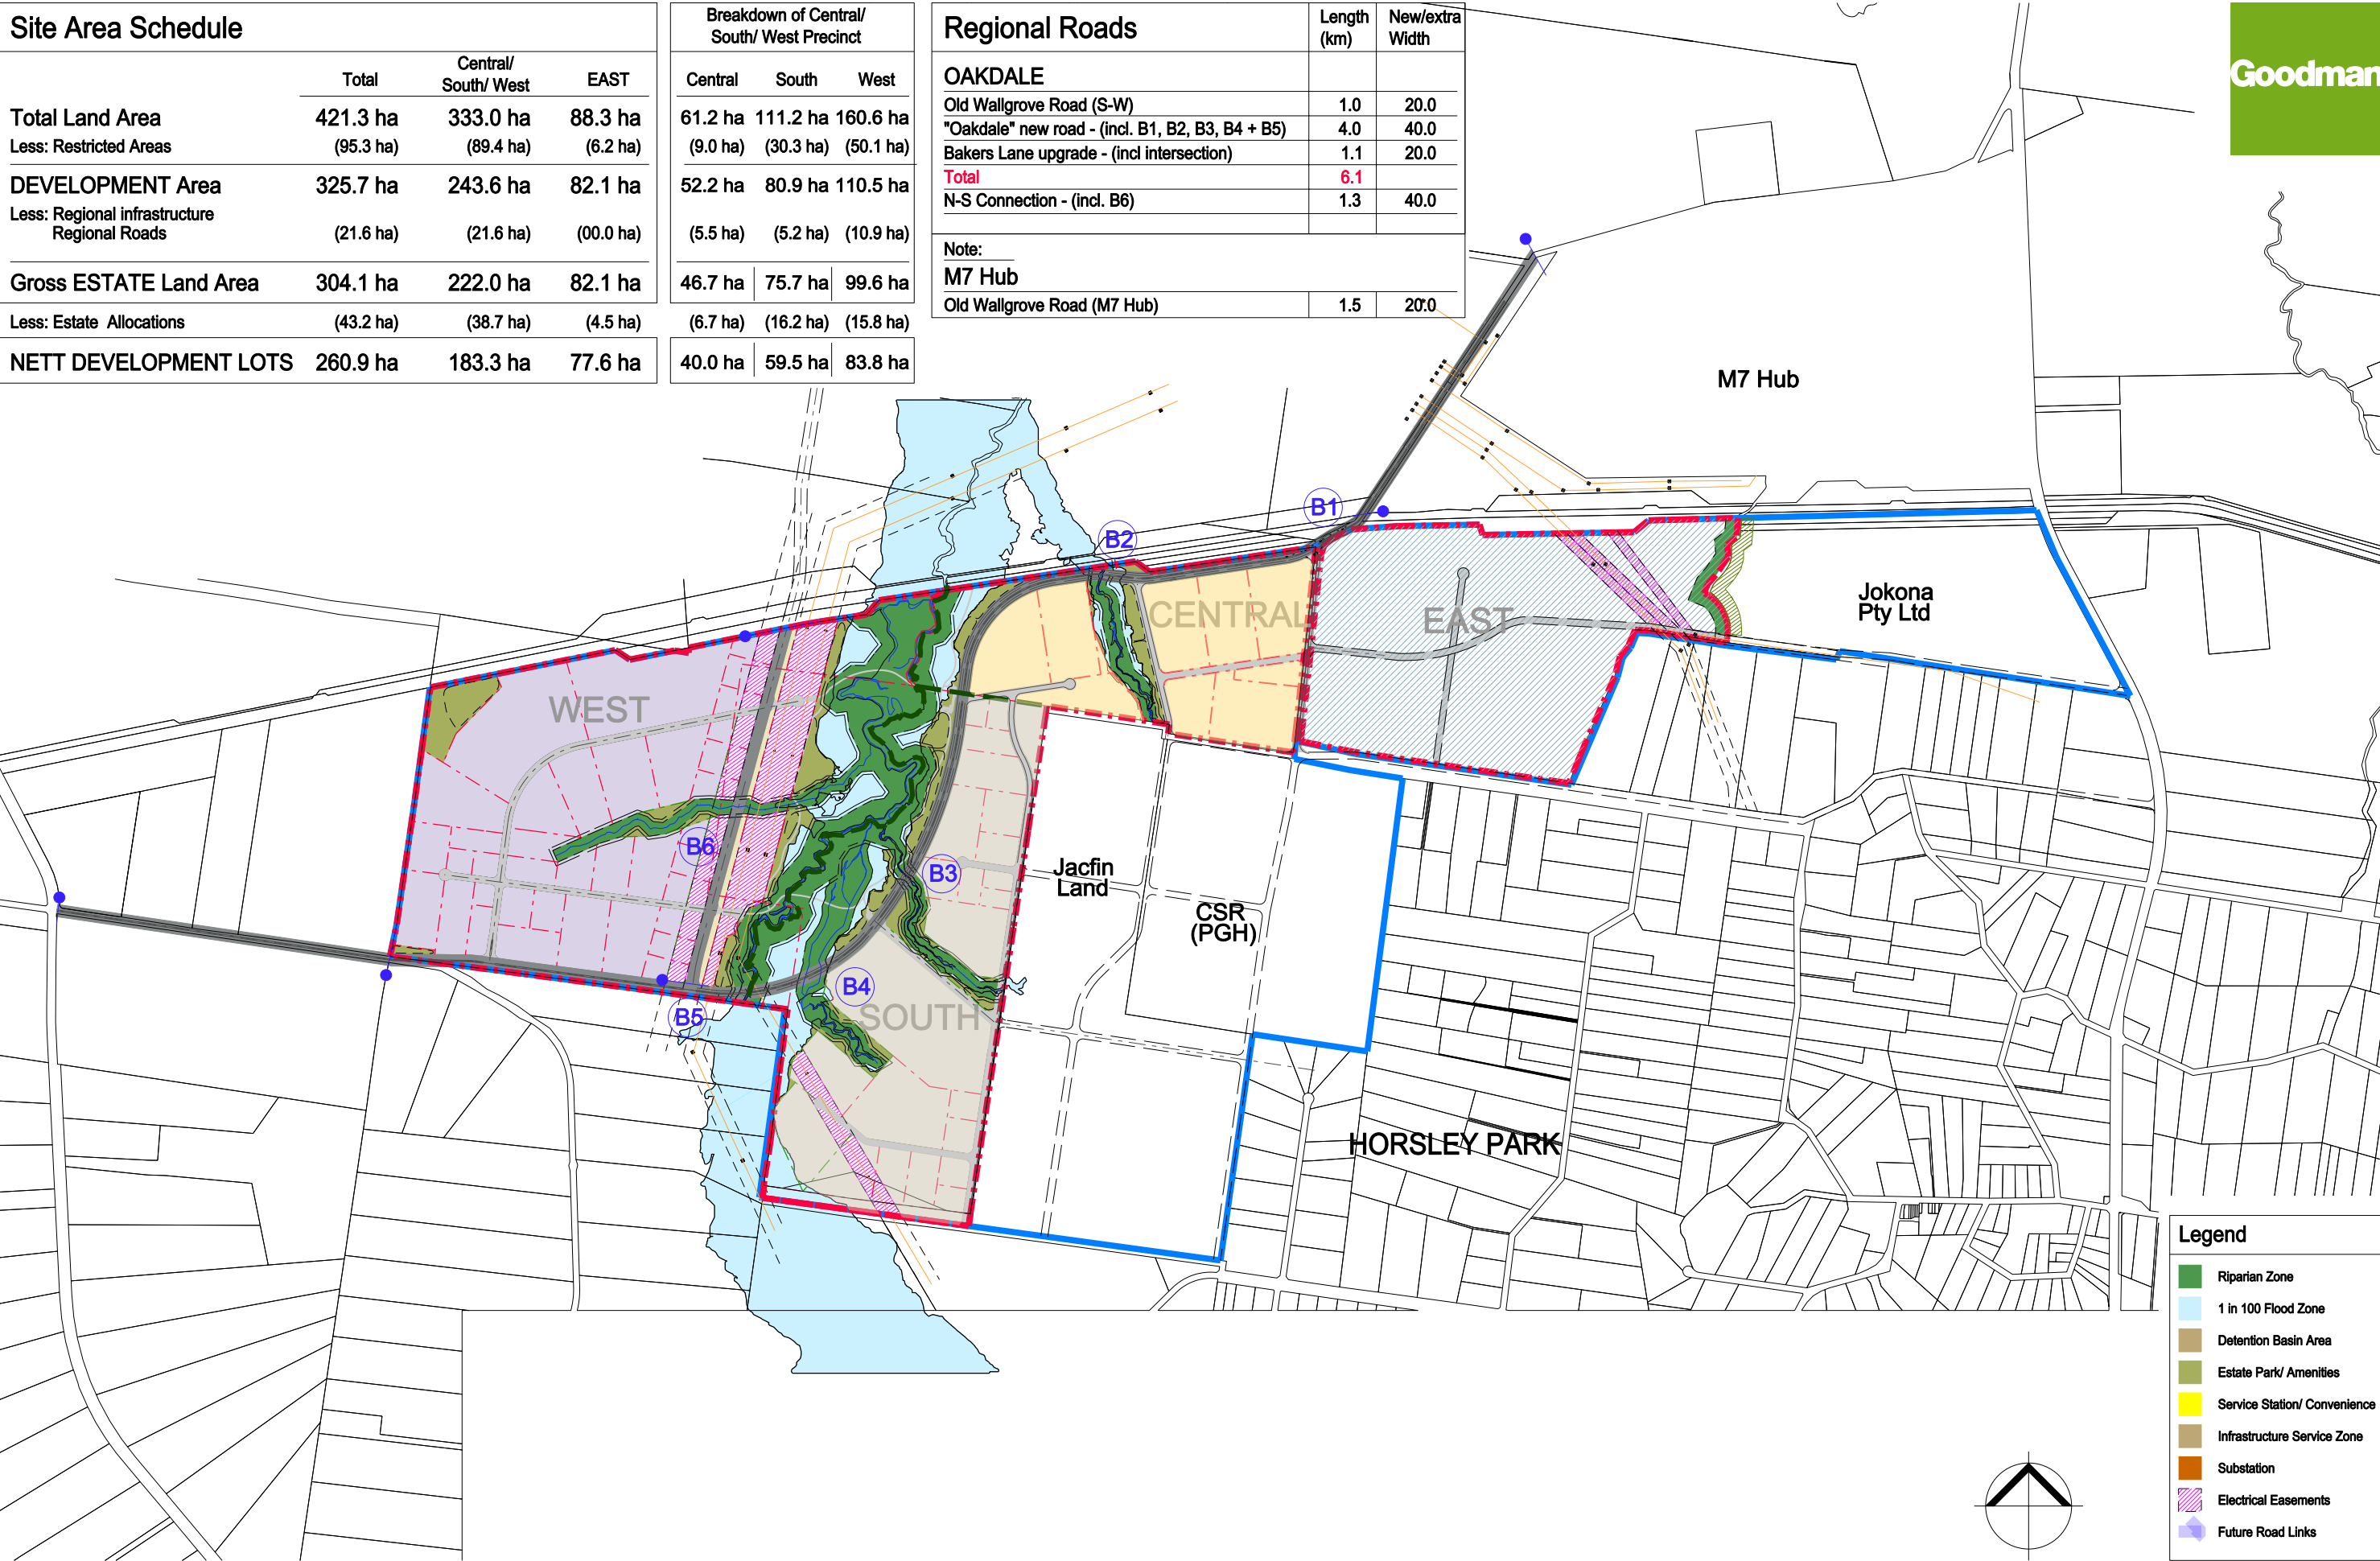 Site Area Schedule
Total Central/ South/ West EAST
Total Land Area 421.3 ha 333.0 ha 88.3 ha
Less: Restricted Areas (95.3 ha) (89.4 ha) (6.2 ha)
DEVELOPMENT Area 325.7 ha 243.6 ha 82.1 ha
Less: Regional infrastructure
Regional Roads (21.6 ha) (21.6 ha) (00.0 ha)
Gross ESTATE Land Area 304.1 ha 222.0 ha 82.1 ha
Less: Estate Allocations (43.2 ha) (38.7 ha) (4.5 ha)
NETT DEVELOPMENT LOTS 260.9 ha 183.3 ha 77.6 ha
Breakdown of Central/
South/ West Precinct
Central South West
61.2 ha 111.2 ha 160.6 ha
(9.0 ha) (30.3 ha) (50.1 ha)
52.2 ha 80.9 ha 110.5 ha
(5.5 ha) (5.2 ha) (10.9 ha)
46.7 ha 75.7 ha 99.6 ha
(6.7 ha) (16.2 ha) (15.8 ha)
40.0 ha 59.5 ha 83.8 ha
Regional Roads Length (km) New/extra Width
OAKDALE
Old Wallgrove Road (S-W) 1.0 20.0
"Oakdale" new road - (incl. B1, B2, B3, B4 + B5) 4.0 40.0
Bakers Lane upgrade - (incl intersection) 1.1 20.0
Total 6.1
N-S Connection - (incl. B6) 1.3 40.0
Note:
M7 Hub
Old Wallgrove Road (M7 Hub) 1.5 20.0
Goodman
M7 Hub
B1
B2
CENTRAL
EAST
Jokona
Pty Ltd
WEST
B6
B3
Jacfin
Land
CSR
(PGH)
B4
SOUTH
B5
HORSLEY PARK
Legend
Riparian Zone
1 in 100 Flood Zone
Detention Basin Area
Estate Park/ Amenities
Service Station/ Convenience
Infrastructure Service Zone
Substation
Electrical Easements
Future Road Links